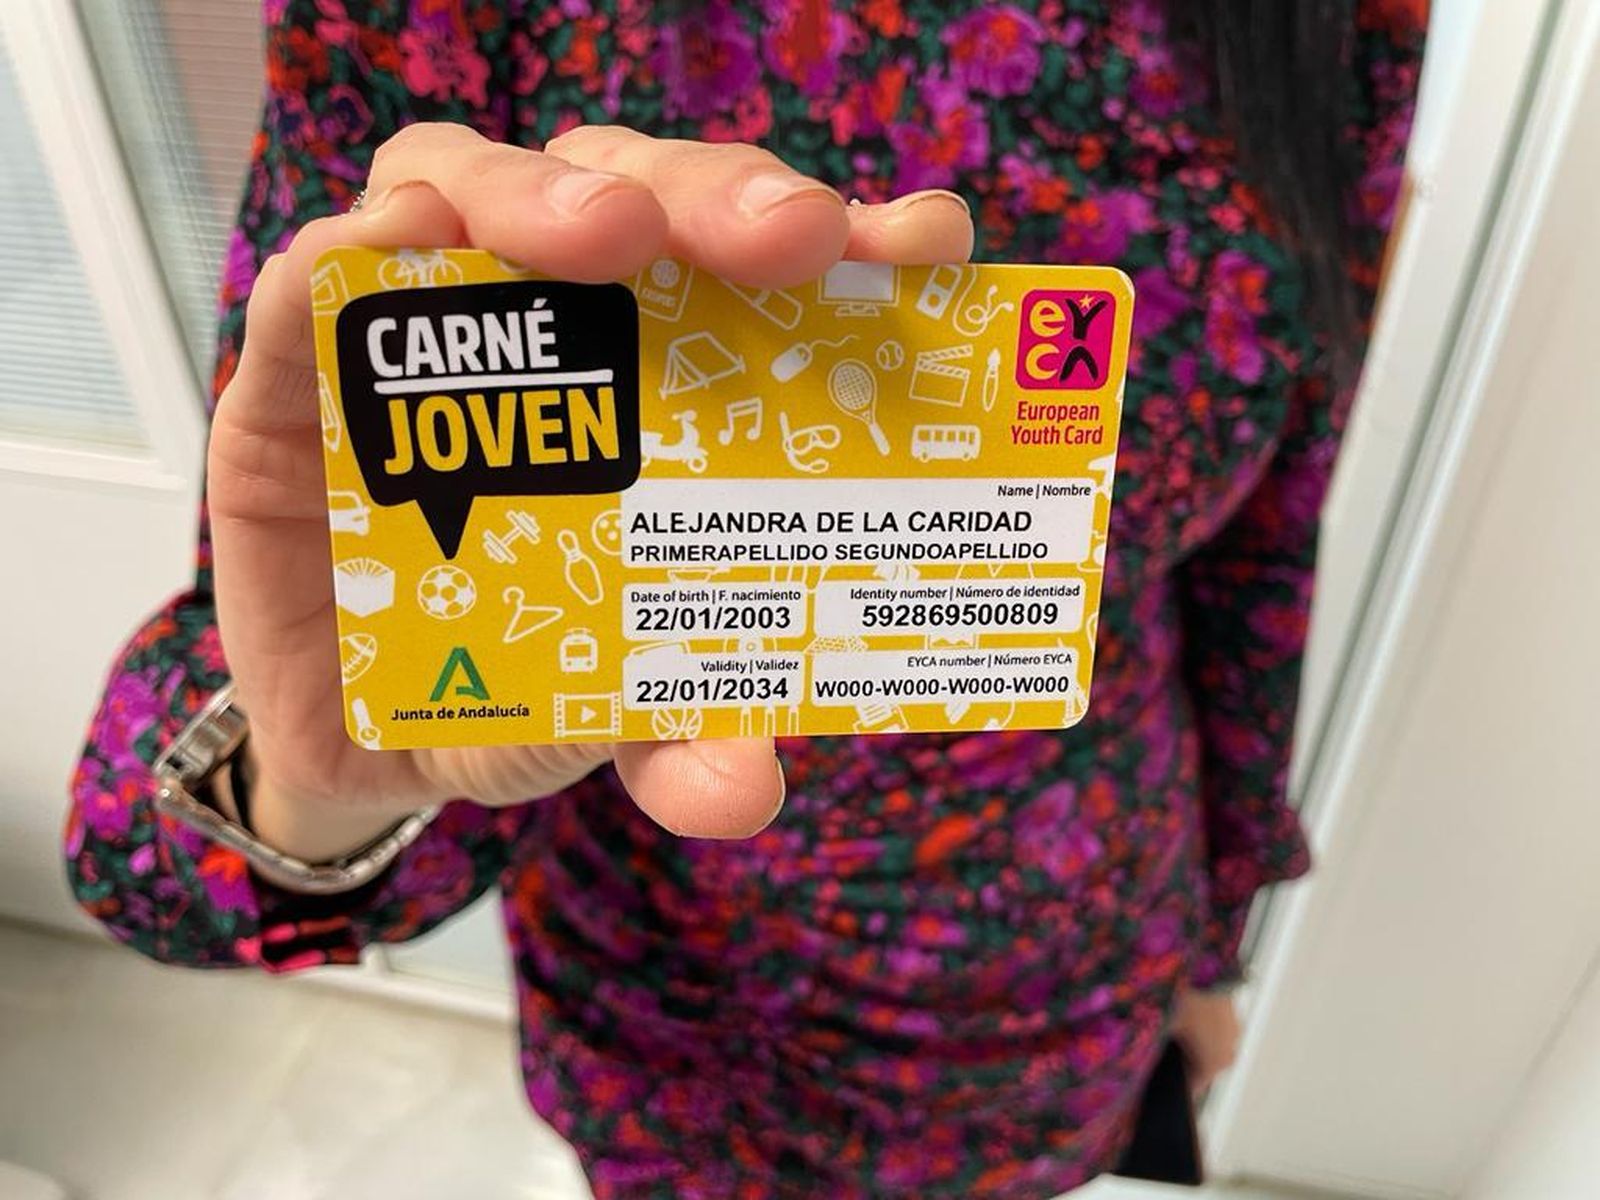 CARNÉ
JOVEN
eYCA
European
Youth Card
Name | Nombre
ALEJANDRA DE LA CARIDAD
PRIMERAPELLIDO SEGUNDOAPELLIDO
Date of birth | F. nacimiento
22/01/2003
Identity number | Número de identidad
592869500809
Validity | Validez
22/01/2034
EYCA number | Número EYCA
W000-W000-W000-W000
Junta de Andalucía